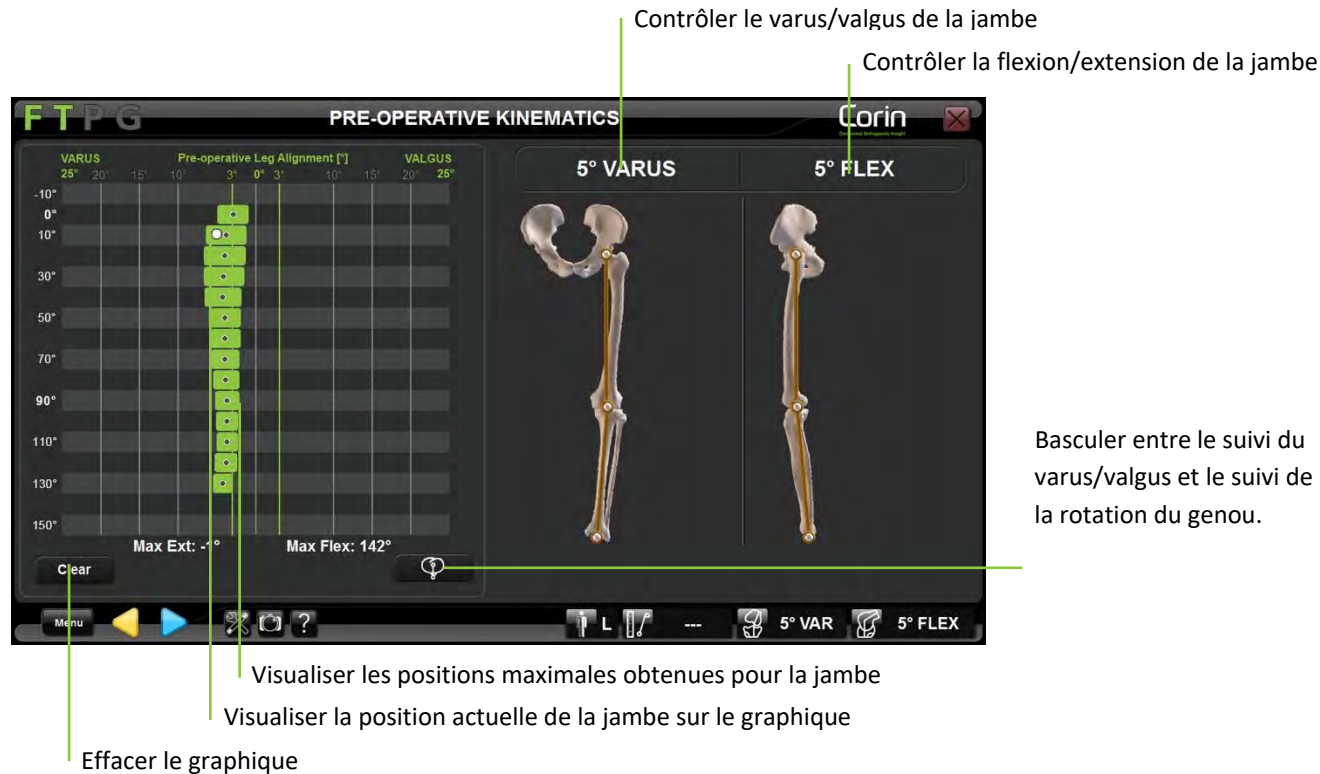 Contrôler le varus/valgus de la jambe
Contrôler la flexion/extension de la jambe
F T P G PRE-OPERATIVE KINEMATICS Corin
VARUS Pre-operative Leg Alignment [°] VALGUS
25° 20° 15° 10° 3° 0° 3° 10° 15° 20° 25°
5° VARUS 5° FLEX
-10°
0°
10°
30°
50°
70°
90°
110°
130°
150°
Max Ext: -1° Max Flex: 142°
Clear
Basculer entre le suivi du
varus/valgus et le suivi de
la rotation du genou.
Menu ? L --- 5° VAR 5° FLEX
Visualiser les positions maximales obtenues pour la jambe
Visualiser la position actuelle de la jambe sur le graphique
Effacer le graphique